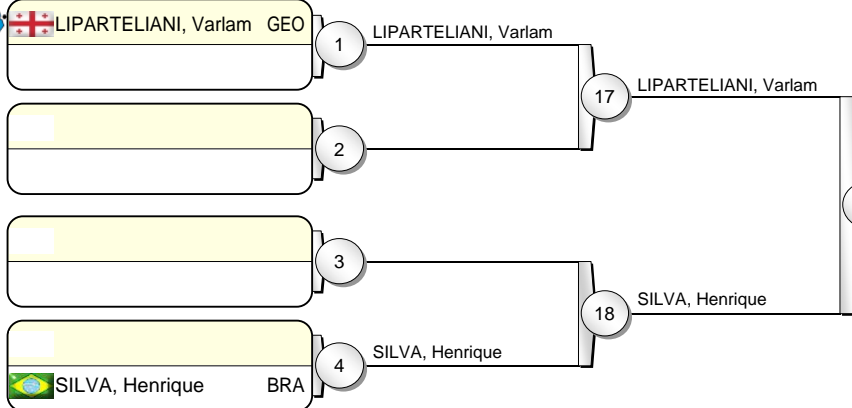 LIPARTELIANI, Varlam GEO
1
LIPARTELIANI, Varlam
17
LIPARTELIANI, Varlam
2
3
18
SILVA, Henrique
4
SILVA, Henrique
SILVA, Henrique BRA